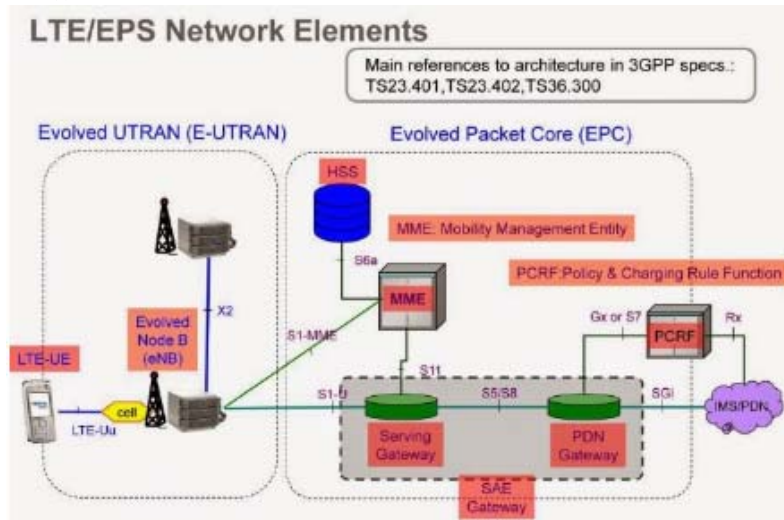 LTE/EPS Network Elements
Main references to architecture in 3GPP specs.:
TS23.401,TS23.402,TS36.300
Evolved UTRAN (E-UTRAN)
Evolved Packet Core (EPC)
HSS
MME: Mobility Management Entity
S6a
PCRF:Policy & Charging Rule Function
MME
X2
Evolved
Node B
(eNB)
S1-MME
Gx or S7
PCRF
Rx
LTE-UE
S11
cell
LTE-Uu
S1-U
S5/S8
SGi
IMS/PDN
Serving
Gateway
PDN
Gateway
SAE
Gateway